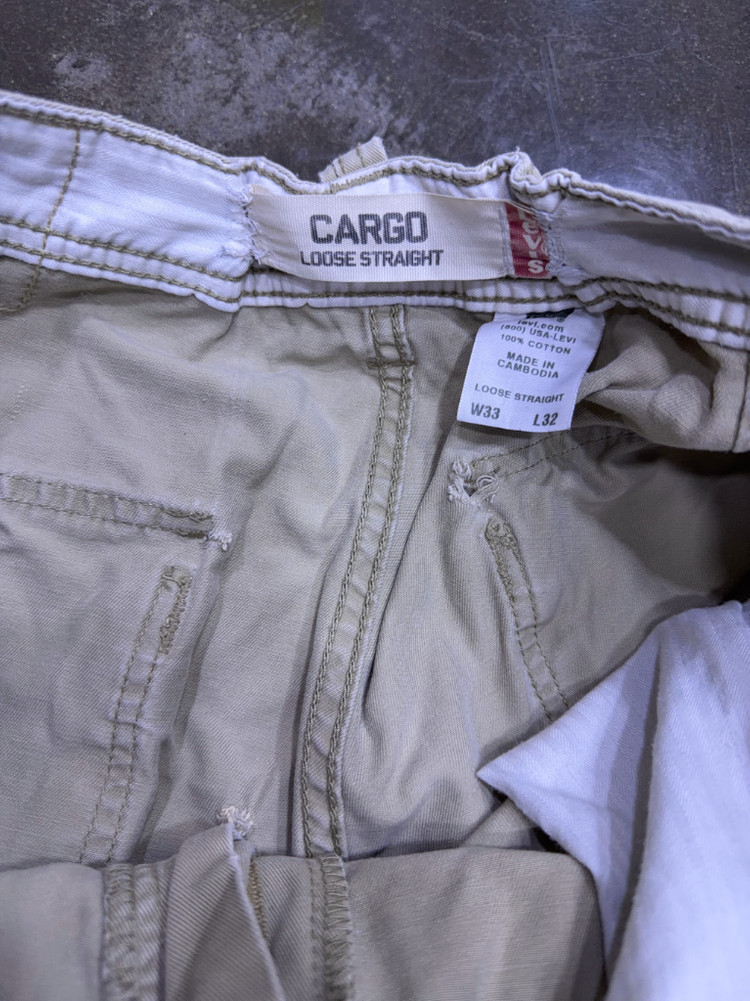 CARGO
LOOSE STRAIGHT
Levi's
levi.com
(800) USA-LEVI
100% COTTON
MADE IN
CAMBODIA
LOOSE STRAIGHT
W33 L32